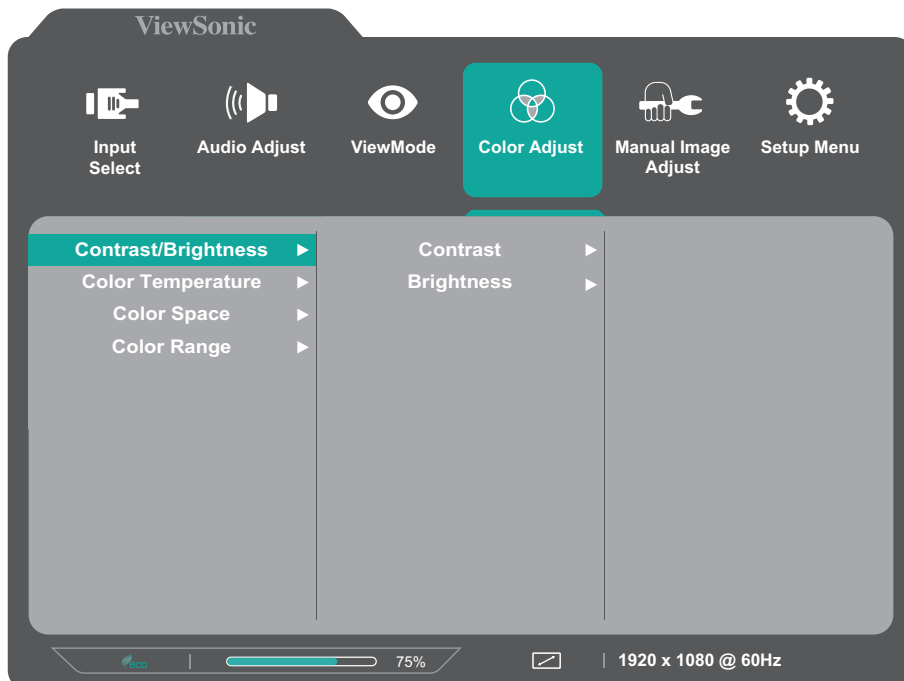 ViewSonic
Input
Select
Audio Adjust
ViewMode
Color Adjust
Manual Image
Adjust
Setup Menu
Contrast/Brightness
Color Temperature
Color Space
Color Range
Contrast
Brightness
eco
75%
1920 x 1080 @ 60Hz